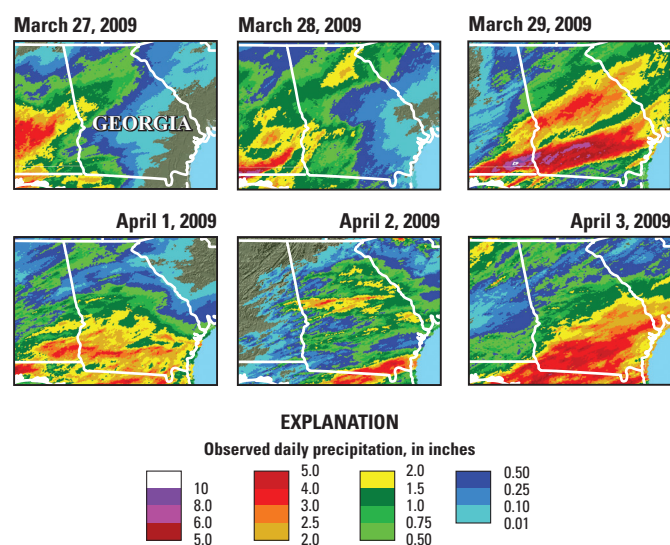 March 27, 2009
March 28, 2009
March 29, 2009
GEORGIA
April 1, 2009
April 2, 2009
April 3, 2009
EXPLANATION
Observed daily precipitation, in inches
10
8.0
6.0
5.0
5.0
4.0
3.0
2.5
2.0
2.0
1.5
1.0
0.75
0.50
0.50
0.25
0.10
0.01